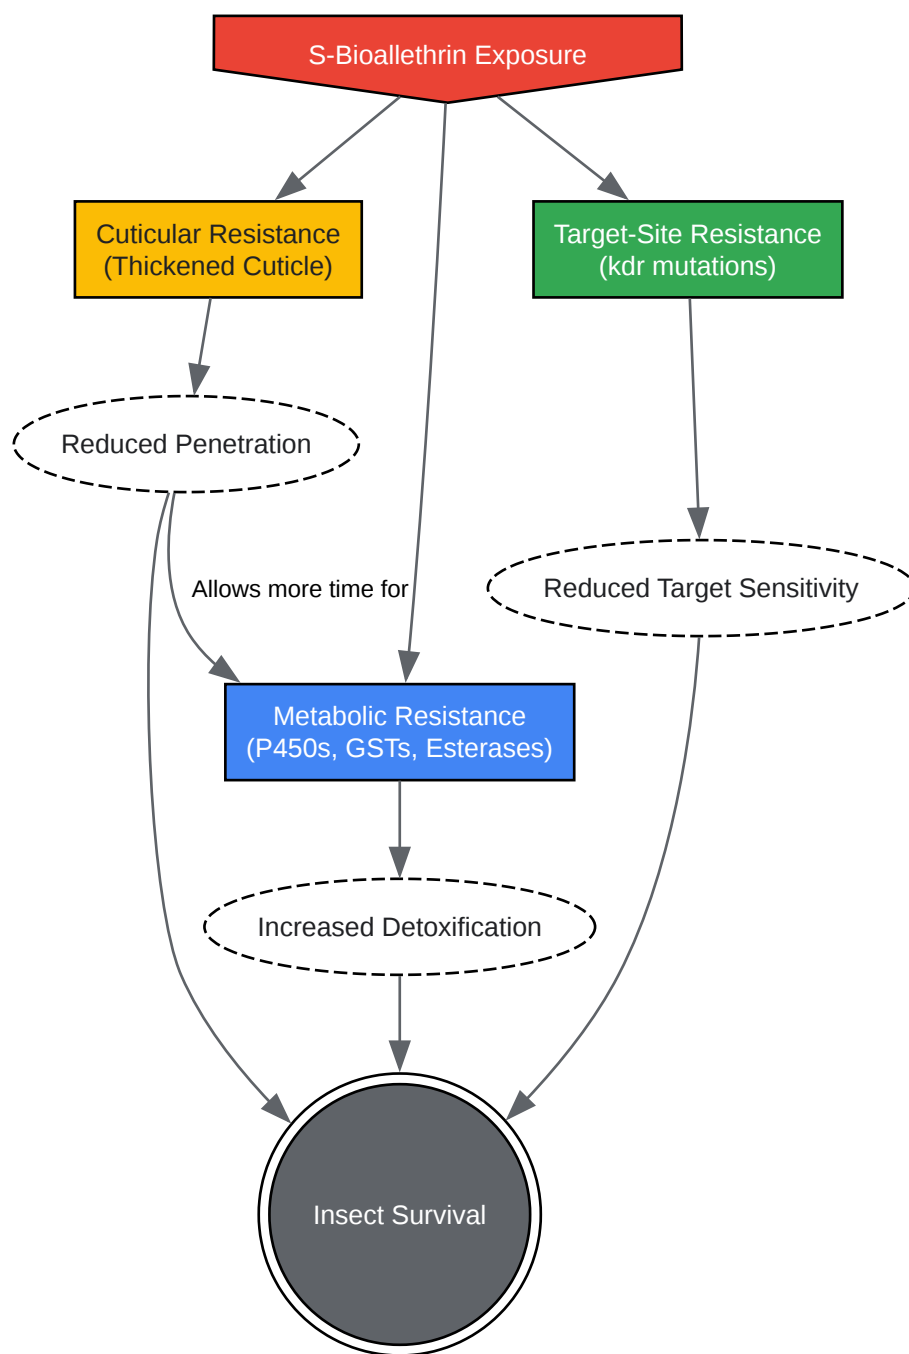 S-Bioallethrin Exposure
Cuticular Resistance
(Thickened Cuticle)
Target-Site Resistance
(kdr mutations)
Reduced Penetration
Allows more time for
Reduced Target Sensitivity
Metabolic Resistance
(P450s, GSTs, Esterases)
Increased Detoxification
Insect Survival